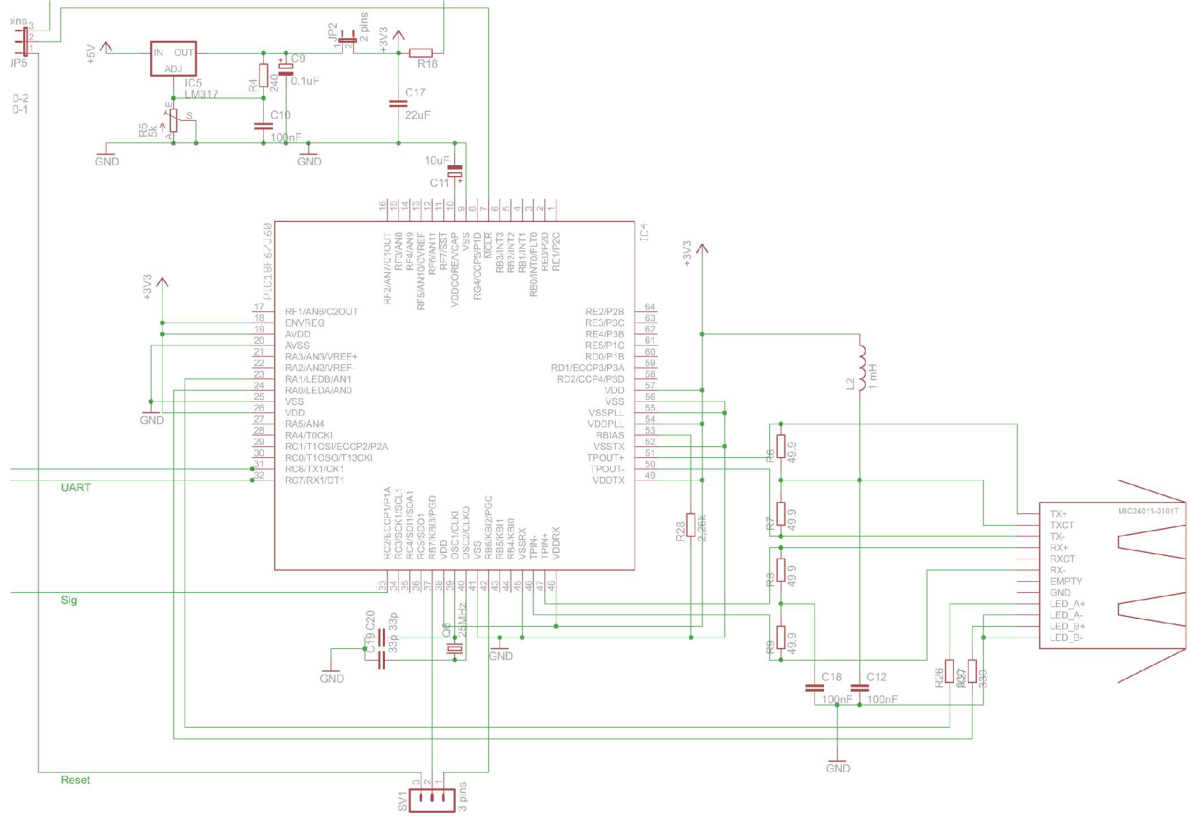 3
2
1
JP5
0-2
0-1
+5V
IN OUT
ADJ
IC5
LM317
R4
240
C9
0.1uF
JP2
2 pins
1
2
+3V3
R18
C17
22uF
R5
5k
E
S
A
C10
100nF
GND
GND
10uF
C11
16
15
14
13
12
11
10
9
8
7
6
5
4
3
2
1
RF2/AN7/C1OUT
RF3/AN8
RF4/AN9
RF5/AN10/CVREF
RF6/AN11
RF7/SS1
VDDCORE/VCAP
VSS
RG4/CCP5/P1D
MCLR
RB3/INT3
RB2/INT2
RB1/INT1
RB0/INT0/FLT0
RE0/P2D
RE1/P2C
PIC18F67J60
IC4
+3V3
17 RF1/AN6/C2OUT
18 ENVREG
19 AVDD
20 AVSS
21 RA3/AN3/VREF+
22 RA2/AN2/VREF-
23 RA1/LEDB/AN1
24 RA0/LEDA/AN0
25 VSS
26 VDD
27 RA5/AN4
28 RA4/T0CKI
29 RC1/T1OSI/ECCP2/P2A
30 RC0/T1OSO/T13CKI
31 RC6/TX1/CK1
32 RC7/RX1/DT1
GND
RE2/P2B 64
RE3/P3C 63
RE4/P3B 62
RE5/P1C 61
RD0/P1B 60
RD1/ECCP3/P3A 59
RD2/CCP4/P3D 58
VDD 57
VSS 56
VSSPLL 55
VDDPLL 54
RBIAS 53
VSSTX 52
TPOUT+ 51
TPOUT- 50
VDDTX 49
+3V3
L2
1 mH
UART
RC2/ECCP1/P1A
RC3/SCK1/SCL1
RC4/SDI1/SDA1
RC5/SDO1
RB7/KBI3/PGD
VDD
OSC1/CLKI
OSC2/CLKO
VSS
RB6/KBI2/PGC
RB5/KBI1
RB4/KBI0
VSSRX
TPIN-
TPIN+
VDDRX
33
34
35
36
37
38
39
40
41
42
43
44
45
46
47
48
R6
49.9
R7
49.9
R8
49.9
R9
49.9
R28
2,26k
MIC24011-0101T
TX+
TXCT
TX-
RX+
RXCT
RX-
EMPTY
GND
LED_A+
LED_A-
LED_B+
LED_B-
Sig
C19
33p
C20
33p
25MHz
GND
GND
C18
100nF
C12
100nF
R26
330
GND
Reset
SV1
3
2
1
3 pins